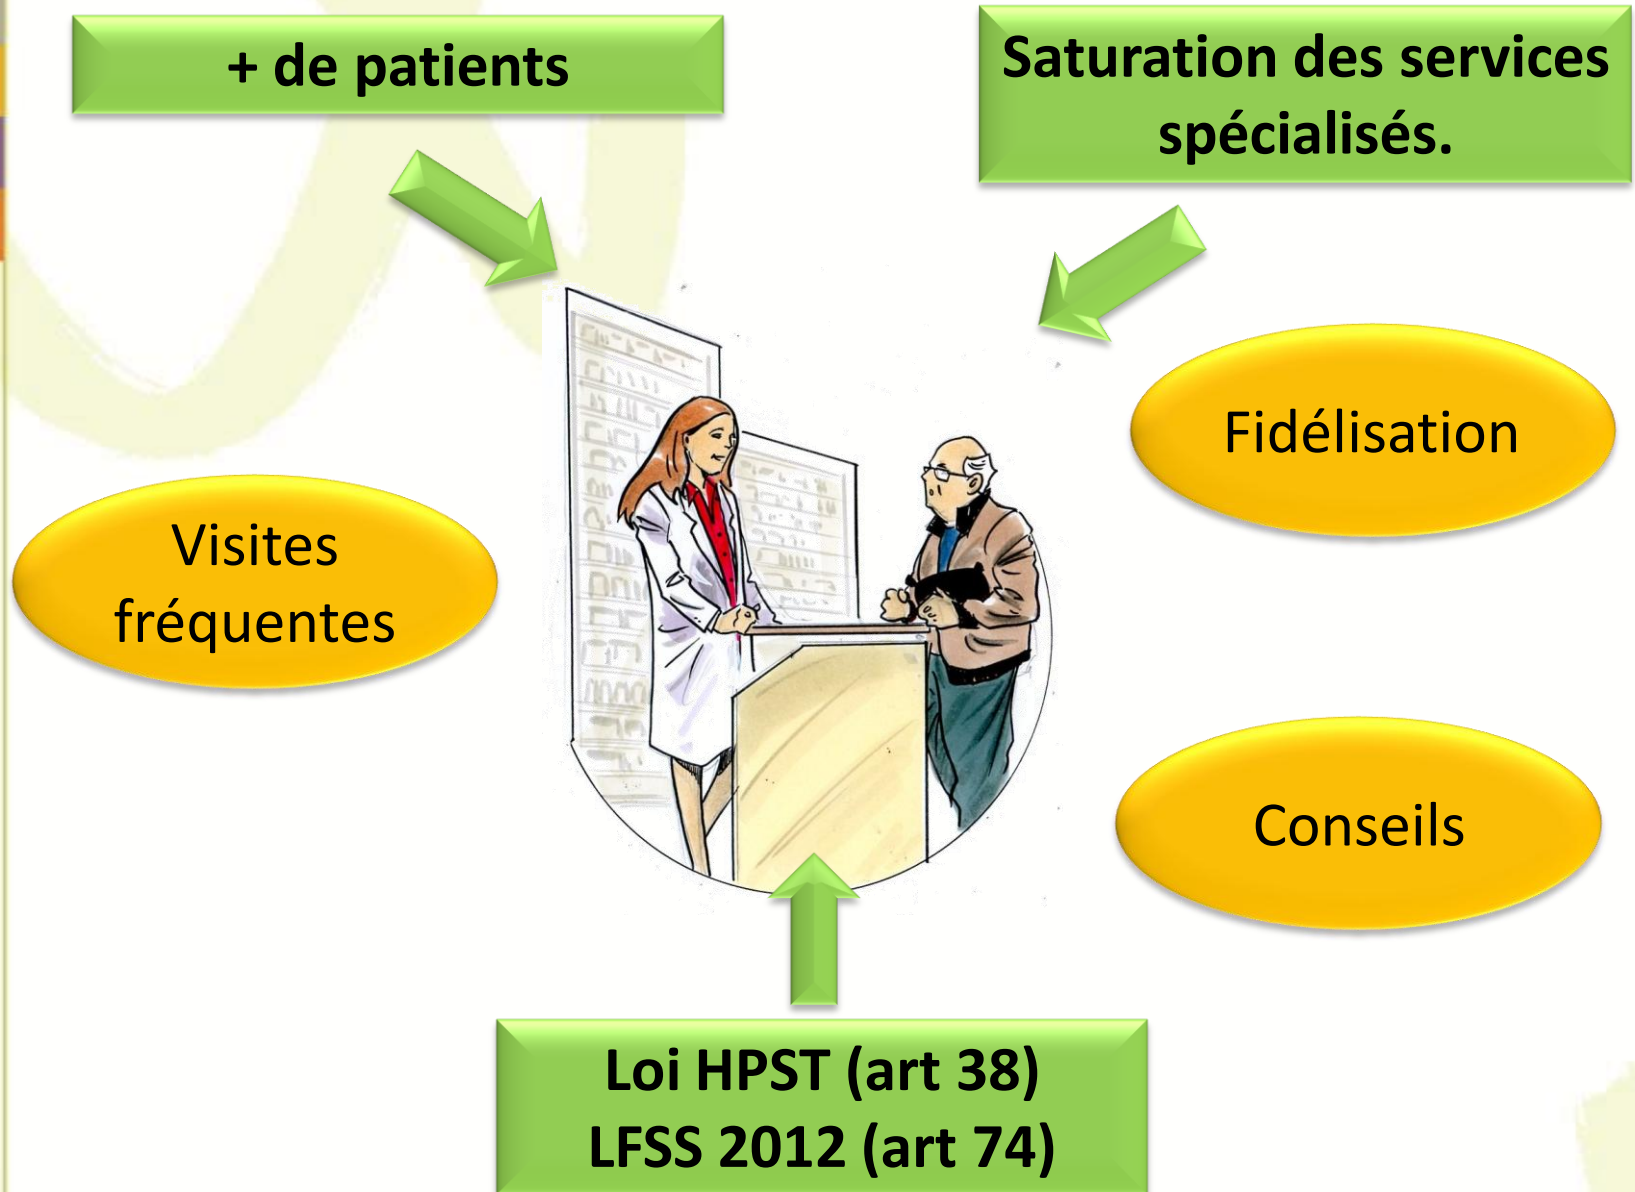 + de patients
Saturation des services
spécialisés.
Fidélisation
Visites
fréquentes
Conseils
Loi HPST (art 38)
LFSS 2012 (art 74)